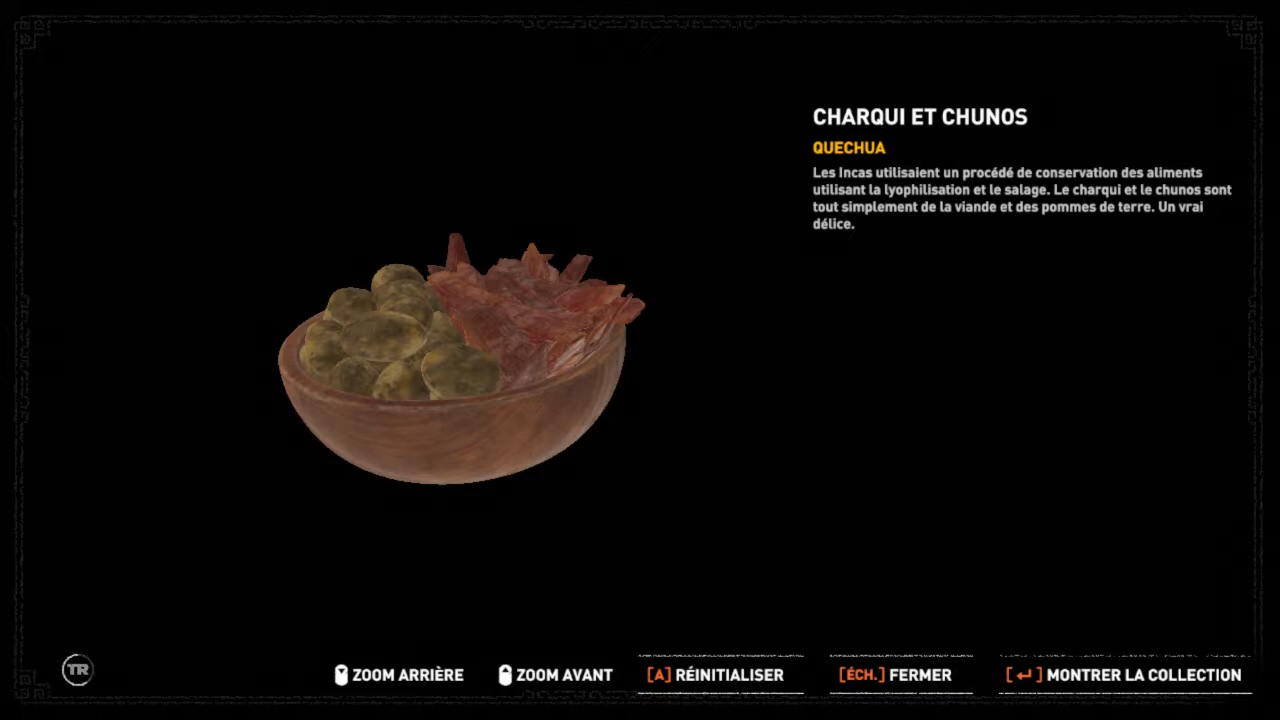 CHARQUI ET CHUNOS
QUECHUA
Les Incas utilisaient un procédé de conservation des aliments
utilisant la lyophilisation et le salage. Le charqui et le chunos sont
tout simplement de la viande et des pommes de terre. Un vrai
délice.
TR
ZOOM ARRIÈRE ZOOM AVANT [A] RÉINITIALISER [ÉCH.] FERMER [↵] MONTRER LA COLLECTION